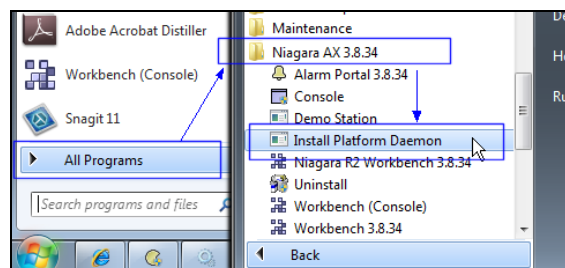 Adobe Acrobat Distiller
Workbench (Console)
Snagit 11
All Programs
Search programs and files
Maintenance
Niagara AX 3.8.34
Alarm Portal 3.8.34
Console
Demo Station
Install Platform Daemon
Niagara R2 Workbench 3.8.34
Uninstall
Workbench (Console)
Workbench 3.8.34
Back